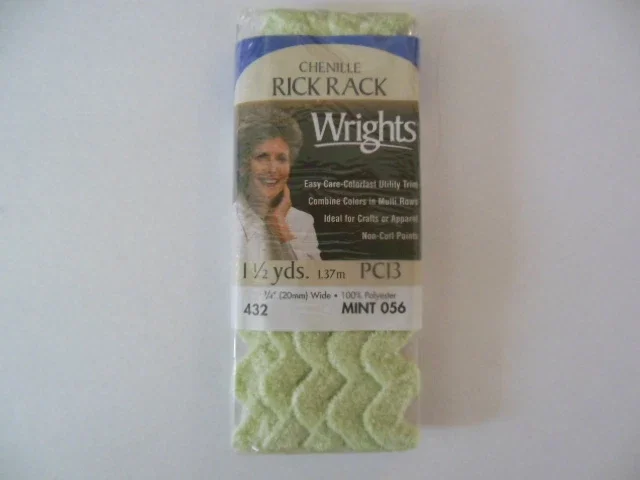 CHENILLE
RICK RACK
Wrights
Easy Care-Colorfast Utility Trim
Combine Colors in Multi Rows
Ideal for Crafts or Apparel
Non-Curl Points
1 ½ yds. 1.37m PC13
¾" (20mm) Wide • 100% Polyester
432 MINT 056